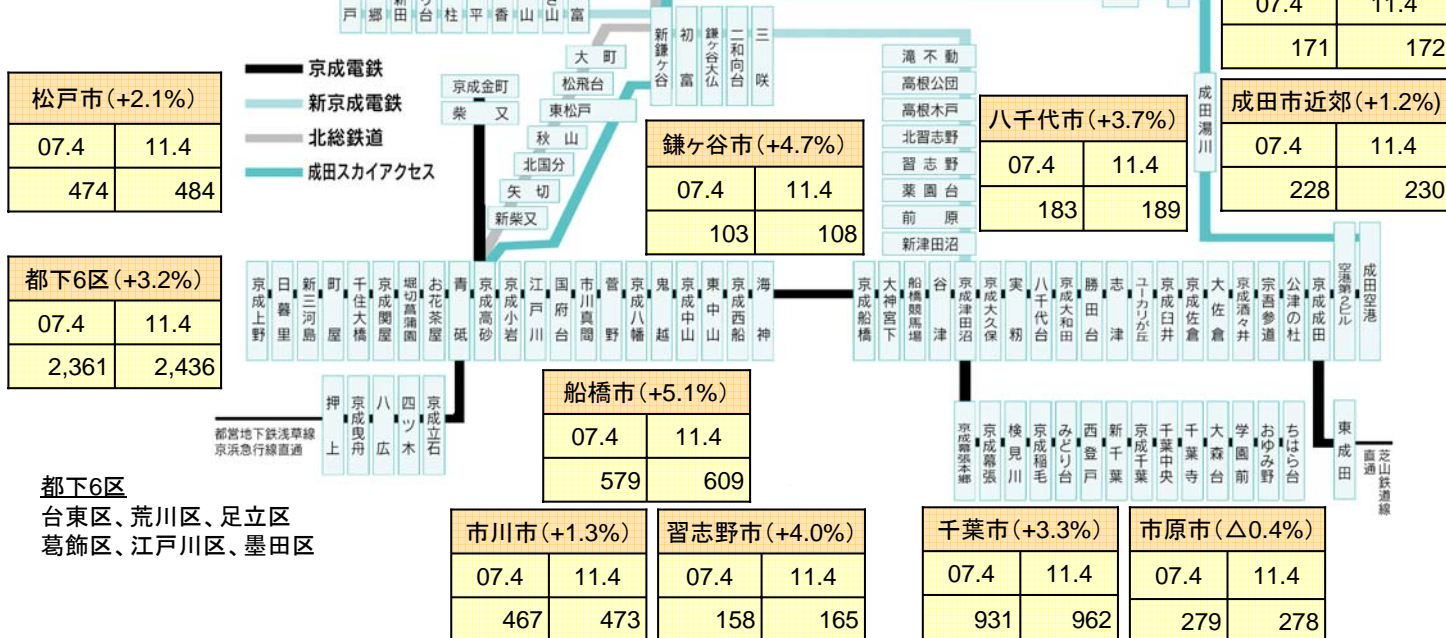 戸
郷
新田
り台
柱
平
香
山
山
富
京成電鉄
新京成電鉄
北総鉄道
成田スカイアクセス
松戸市(+2.1%)
07.4 11.4
474 484
都下6区(+3.2%)
07.4 11.4
2,361 2,436
京成金町
柴又
大町
松飛台
東松戸
秋山
北国分
矢切
新柴又
新鎌ヶ谷
初富
鎌ヶ谷大仏
二和向台
三咲
滝不動
高根公団
高根木戸
北習志野
習志野
薬園台
前原
新津田沼
鎌ヶ谷市(+4.7%)
07.4 11.4
103 108
八千代市(+3.7%)
07.4 11.4
183 189
07.4 11.4
171 172
成田湯川
成田市近郊(+1.2%)
07.4 11.4
228 230
京成上野
日暮里
新三河島
町屋
千住大橋
京成関屋
堀切菖蒲園
お花茶屋
青砥
京成高砂
京成小岩
江戸川
国府台
市川真間
菅野
京成八幡
鬼越
京成中山
東中山
京成西船
海神
京成船橋
大神宮下
船橋競馬場
谷津
京成津田沼
京成大久保
実籾
八千代台
京成大和田
勝田台
志津
ユーカリが丘
京成臼井
京成佐倉
大佐倉
京成酒々井
宗吾参道
公津の杜
京成成田
空港第2ビル
成田空港
押上
京成曳舟
八広
四ツ木
京成立石
都営地下鉄浅草線
京浜急行線直通
船橋市(+5.1%)
07.4 11.4
579 609
京成幕張本郷
京成幕張
検見川
京成稲毛
みどり台
西登戸
新千葉
京成千葉
千葉中央
千葉寺
大森台
学園前
おゆみ野
ちはら台
東成田
芝山鉄道線
直通
都下6区
台東区、荒川区、足立区
葛飾区、江戸川区、墨田区
市川市(+1.3%)
07.4 11.4
467 473
習志野市(+4.0%)
07.4 11.4
158 165
千葉市(+3.3%)
07.4 11.4
931 962
市原市(△0.4%)
07.4 11.4
279 278